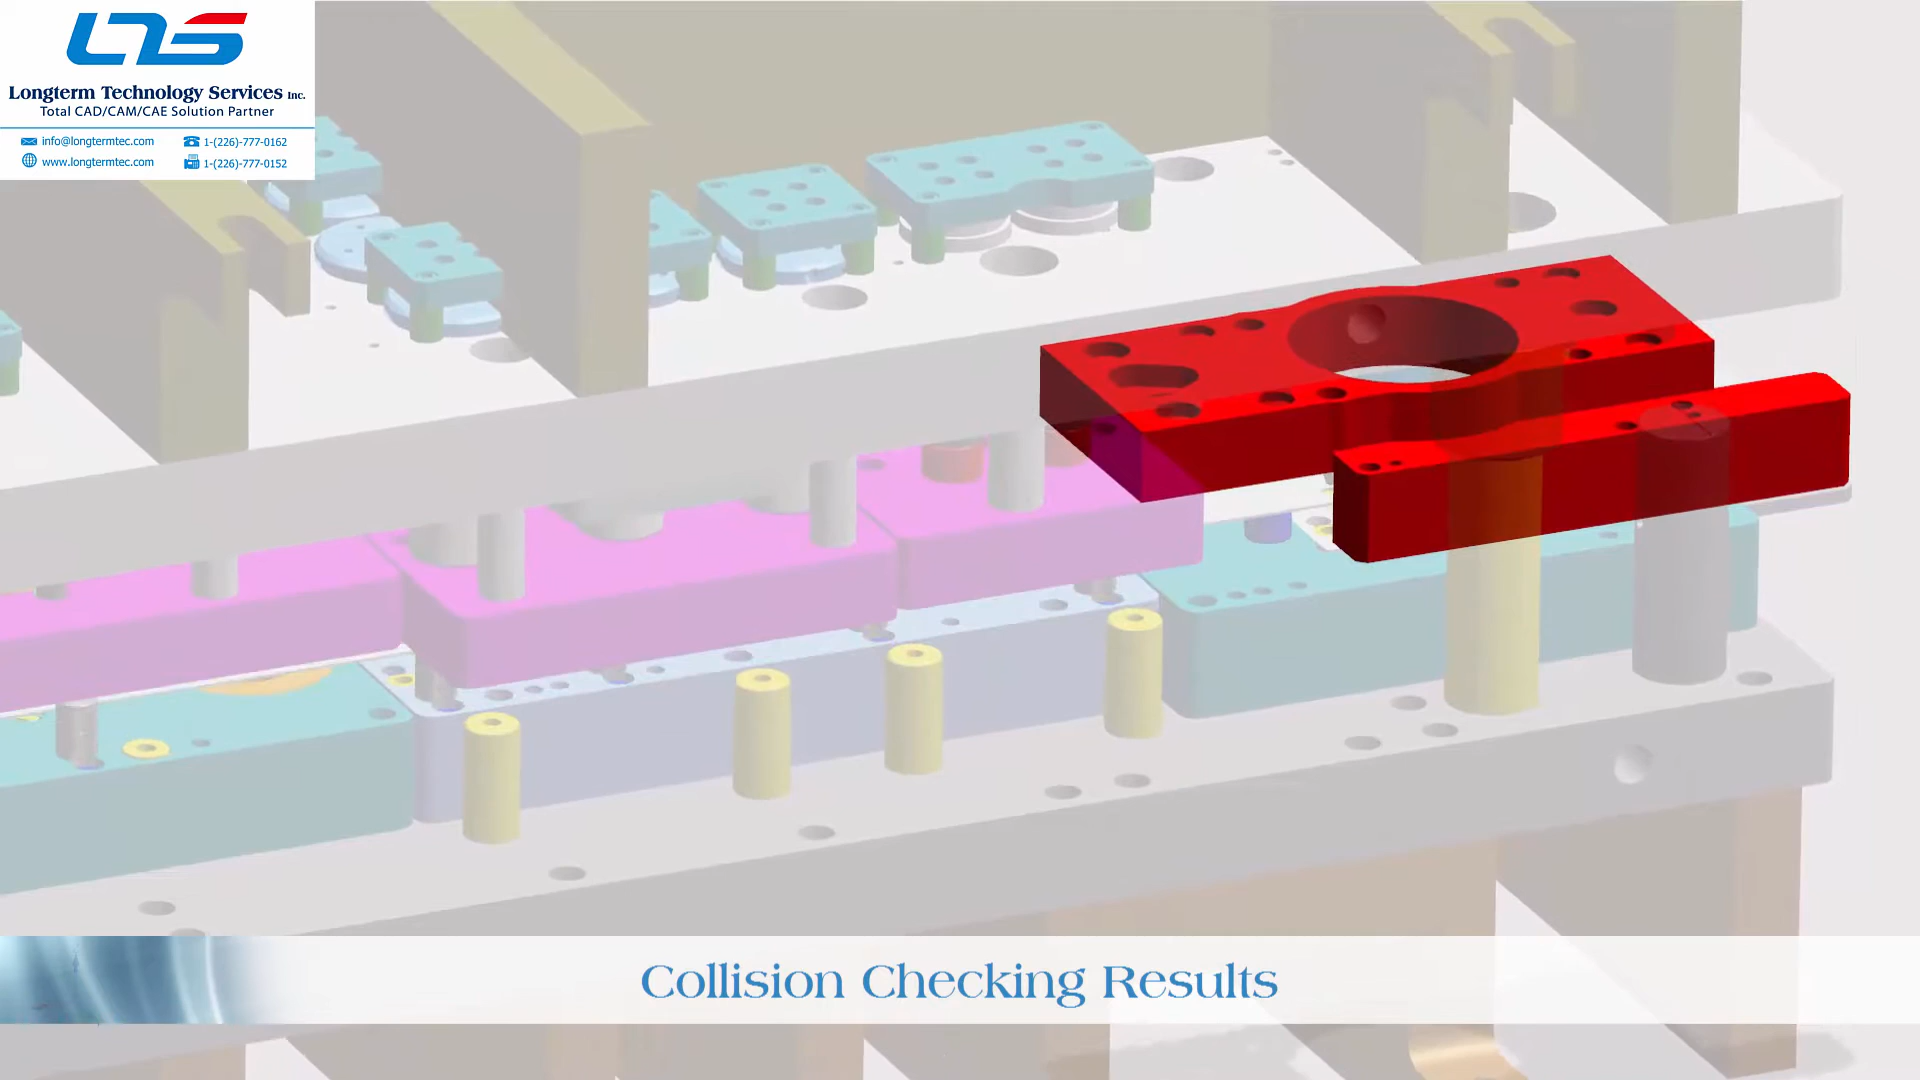 LTS
Longterm Technology Services Inc.
Total CAD/CAM/CAE Solution Partner
info@longtermtec.com
1-(226)-777-0162
www.longtermtec.com
1-(226)-777-0152
Collision Checking Results